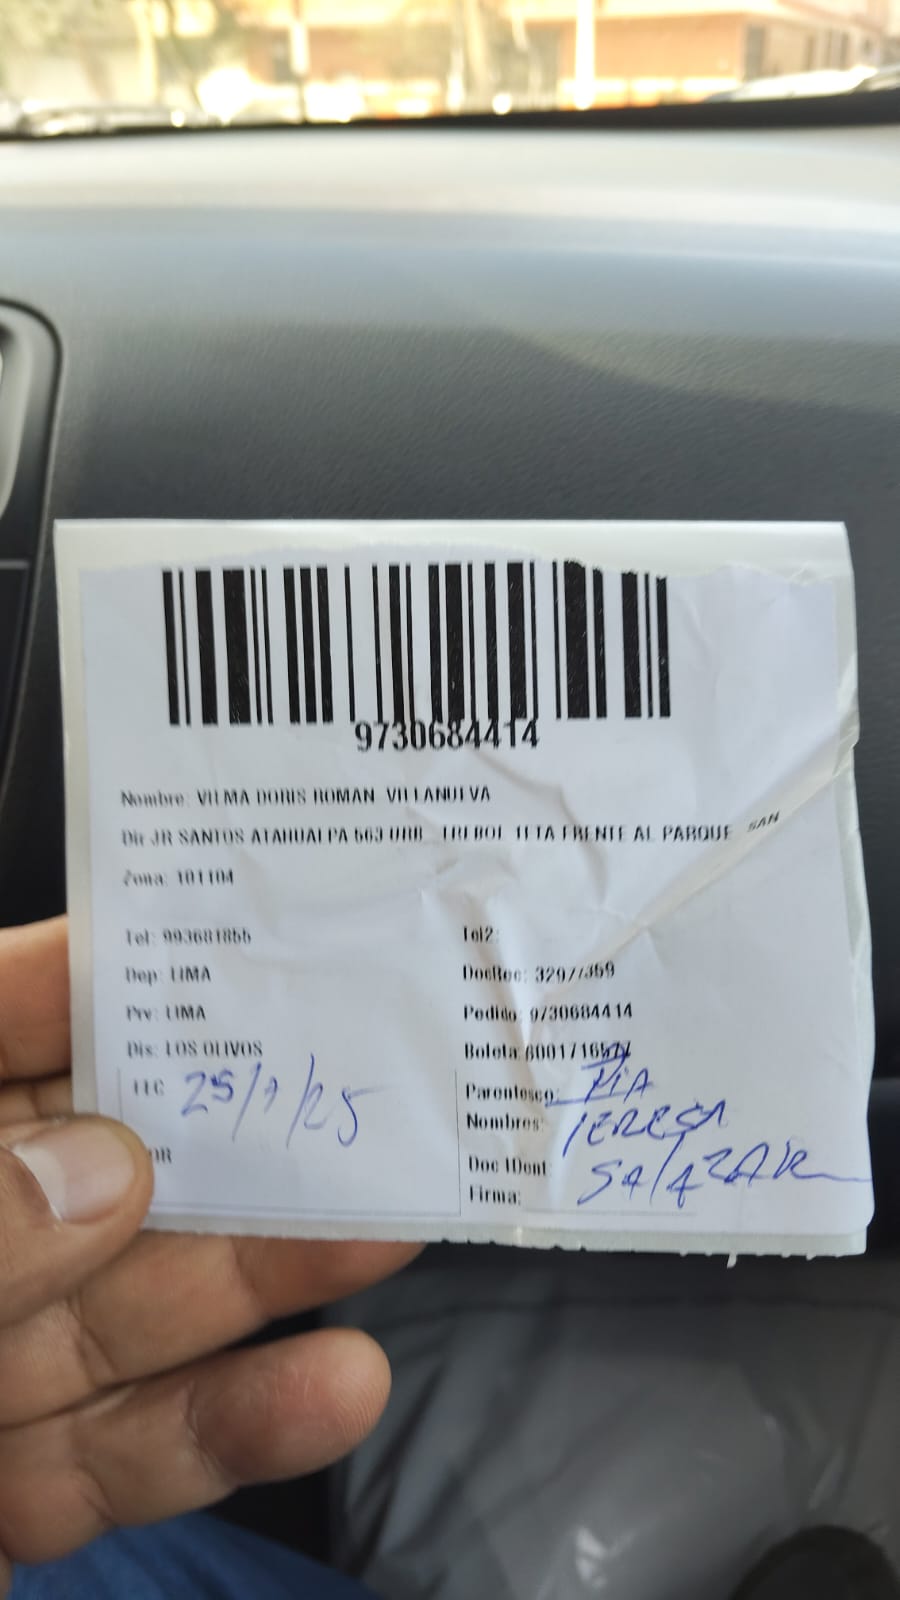 9730684414
Nombre: VILMA DORIS ROMAN VILLANUEVA
Dir JR SANTOS ATAHUALPA 563 URB TREBOL 1ETA FRENTE AL PARQUE SAN
Zona: 101104
Tel: 993681855 Tel2:
Dep: LIMA DocRec: 32977359
Prv: LIMA Pedido: 9730684414
Dis: LOS OLIVOS Boleta:
25/7/25 Parentesco: TIA
Nombres: TERESA
Doc IDent: SALAZAR
Firma: